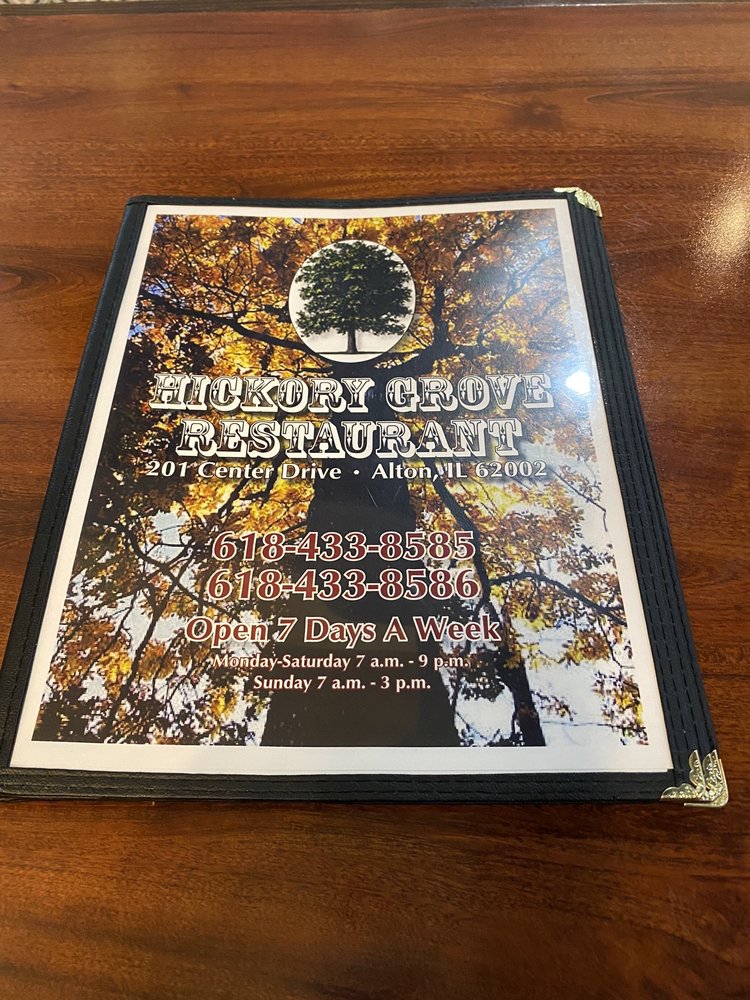 HICKORY GROVE
RESTAURANT
201 Center Drive • Alton, IL 62002
618-433-8585
618-433-8586
Open 7 Days A Week
Monday-Saturday 7 a.m. - 9 p.m.
Sunday 7 a.m. - 3 p.m.